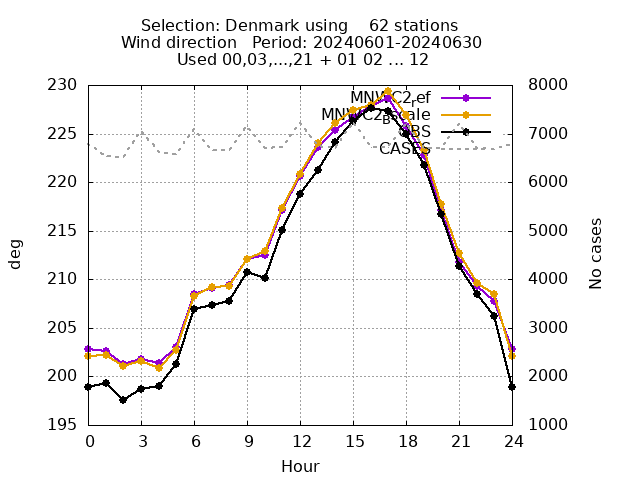 Selection: Denmark using    62 stations
Wind direction   Period: 20240601-20240630
Used 00,03,...,21 + 01 02 ... 12
230
225
220
215
210
205
200
195
deg
8000
7000
6000
5000
4000
3000
2000
1000
No cases
OBS
CASES
0 3 6 9 12 15 18 21 24
Hour